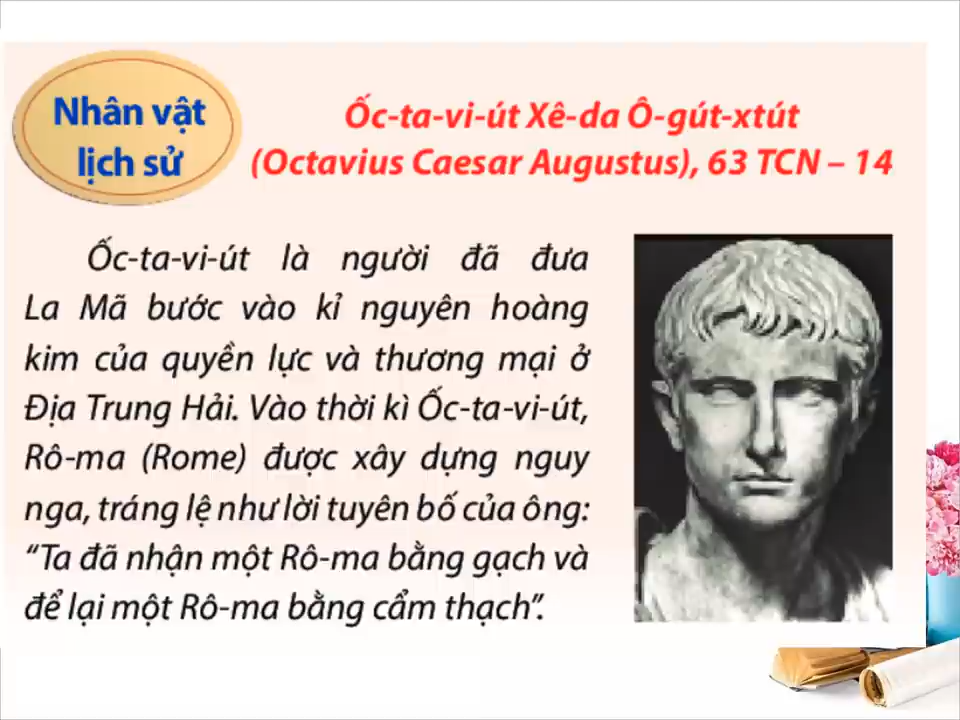 Nhân vật
lịch sử
Ốc-ta-vi-út Xê-da Ô-gút-xtút
(Octavius Caesar Augustus), 63 TCN – 14
Ốc-ta-vi-út là người đã đưa
La Mã bước vào kỉ nguyên hoàng
kim của quyền lực và thương mại ở
Địa Trung Hải. Vào thời kì Ốc-ta-vi-út,
Rô-ma (Rome) được xây dựng nguy
nga, tráng lệ như lời tuyên bố của ông:
“Ta đã nhận một Rô-ma bằng gạch và
để lại một Rô-ma bằng cẩm thạch”.